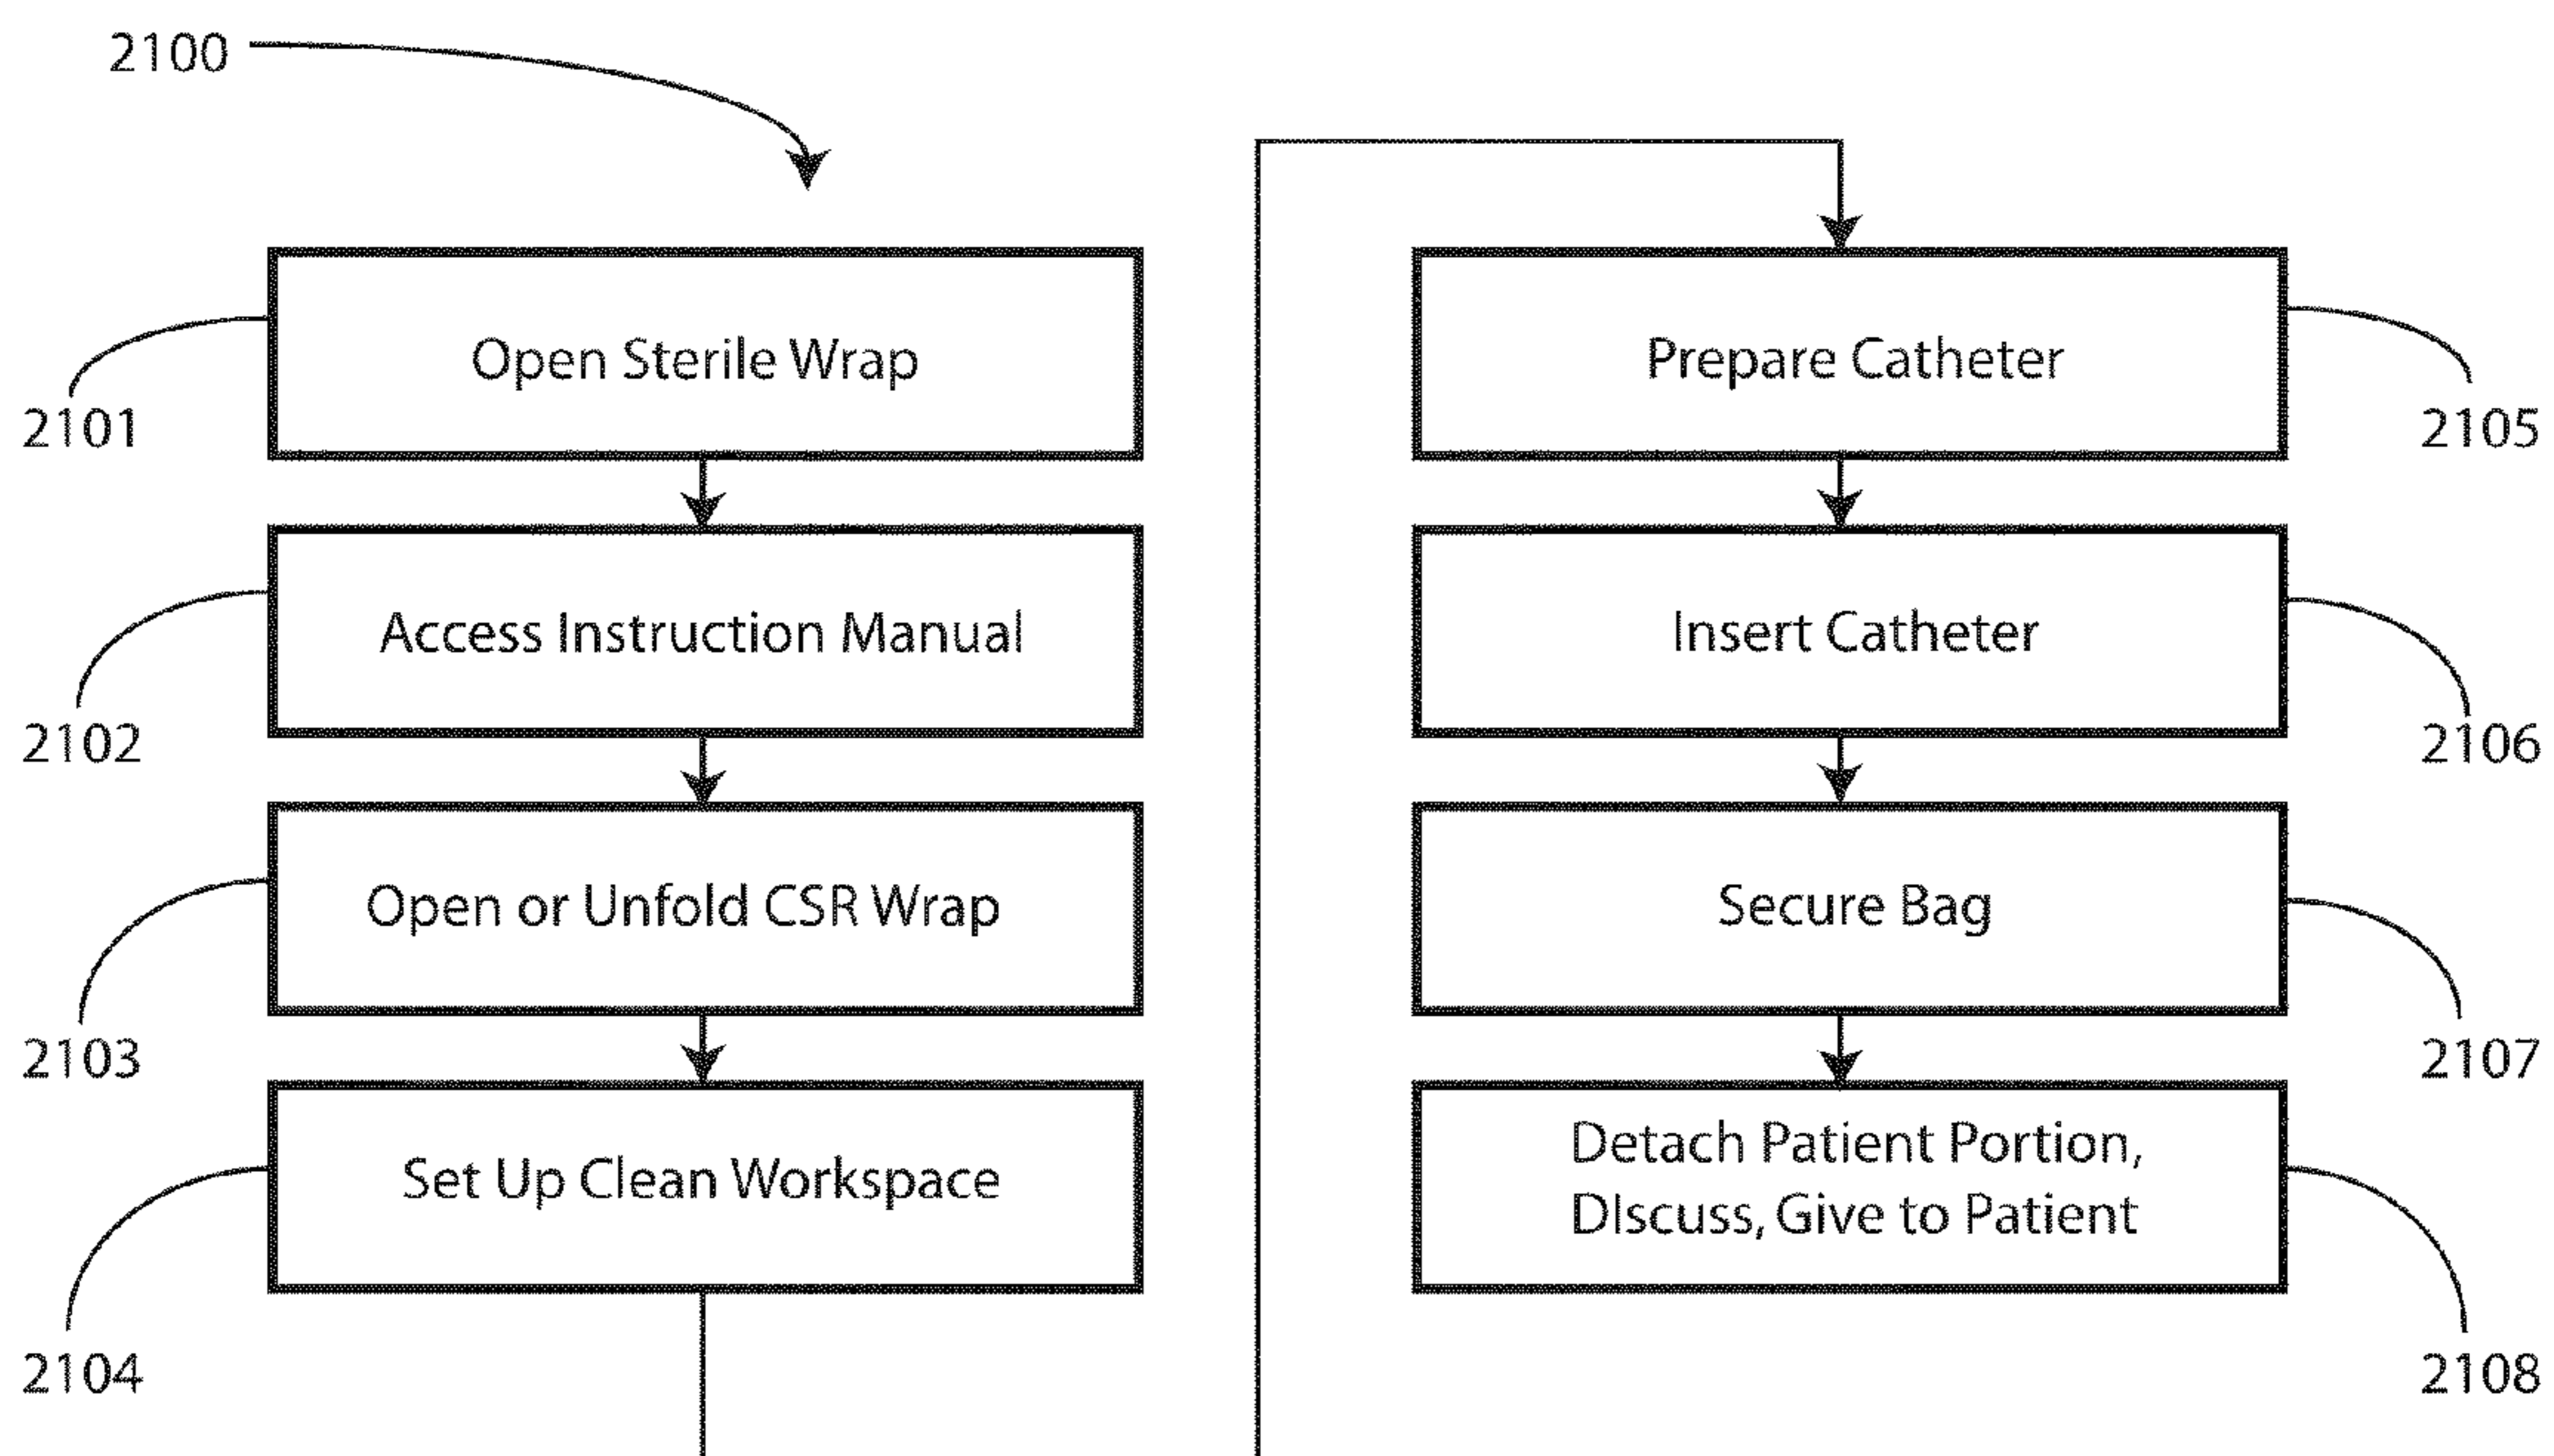 2100
Open Sterile Wrap
2101
Access Instruction Manual
2102
Open or Unfold CSR Wrap
2103
Set Up Clean Workspace
2104
Prepare Catheter
2105
Insert Catheter
2106
Secure Bag
2107
Detach Patient Portion,
DIscuss, Give to Patient
2108